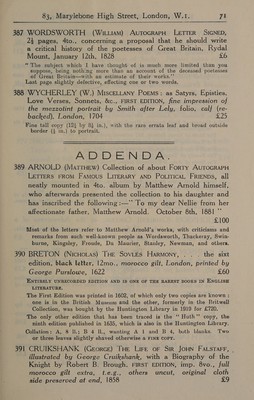 83, Marylebone High Street, London, W.1. 71
387 WORDSWORTH (WILLIAM) AUTOGRAPH LETTER SIGNED,
2¼ pages, 4to., concerning a proposal that he should write
a critical history of the poetesses of Great Britain, Rydal
Mount, January 12th, 1828 £6
"The subject which I have thought of is much more limited than you
suppose, being nothing more than an account of the deceased poetesses
of Great Britain—with an estimate of their works."
Last page slightly defective, affecting one or two words.
388 WYCHERLEY (W.) MISCELLANY POEMS: as Satyrs, Epistles,
Love Verses, Sonnets, &c., FIRST EDITION, fine impression of
the mezzotint portrait by Smith after Lely, folio, calf (re-
backed). London, 1704 £25
Fine tall copy with the rare errata leaf and broad outside
border to portrait.
ADDENDA.
389 ARNOLD (MATTHEW) Collection of about FORTY AUTOGRAPH
LETTERS FROM FAMOUS LITERARY AND POLITICAL FRIENDS, all
neatly mounted in 4to. album by Matthew Arnold himself,
who afterwards presented the collection to his daughter and
has inscribed the following:—"To my dear Nellie from her
affectionate father, Matthew Arnold. October 8th, 1881"
£100
Most of the letters refer to Matthew Arnold's works, with criticisms and
remarks from such well-known people as Wordsworth, Thackeray, Swin-
burne, Kingsley, Froude, Du Maurier, Stanley, Newman, and others.
390 BRETON (NICHOLAS) THE SOVLES HARMONY, . . . the sixt
edition, black letter, 12mo., morocco gilt, London, printed by
George Purslowe, 1622 £60
ENTIRELY UNRECORDED EDITION AND IS ONE OF THE RAREST BOOKS IN ENGLISH
LITERATURE.
The First Edition was printed in 1602, of which only two copies are known:
one is in the British Museum and the other, formerly in the Britwell
Collection, was bought by the Huntington Library in 1919 for £720.
The only other edition that has been traced is the "Huth" copy, the
ninth edition published in 1635, which is also in the Huntington Library.
Collation: A, 8 ll.; B 4 ll., wanting A 1 and B 4, both blanks. Two
or three leaves slightly shaved otherwise A FINE COPY.
391 CRUIKSHANK (GEORGE) THE LIFE OF SIR JOHN FALSTAFF,
illustrated by George Cruikshank, with a Biography of the
Knight by Robert B. Brough, FIRST EDITION, imp. 8vo., full
morocco gilt extra, t.e.g., others uncut, original cloth
side preserved at end, 1858 £9